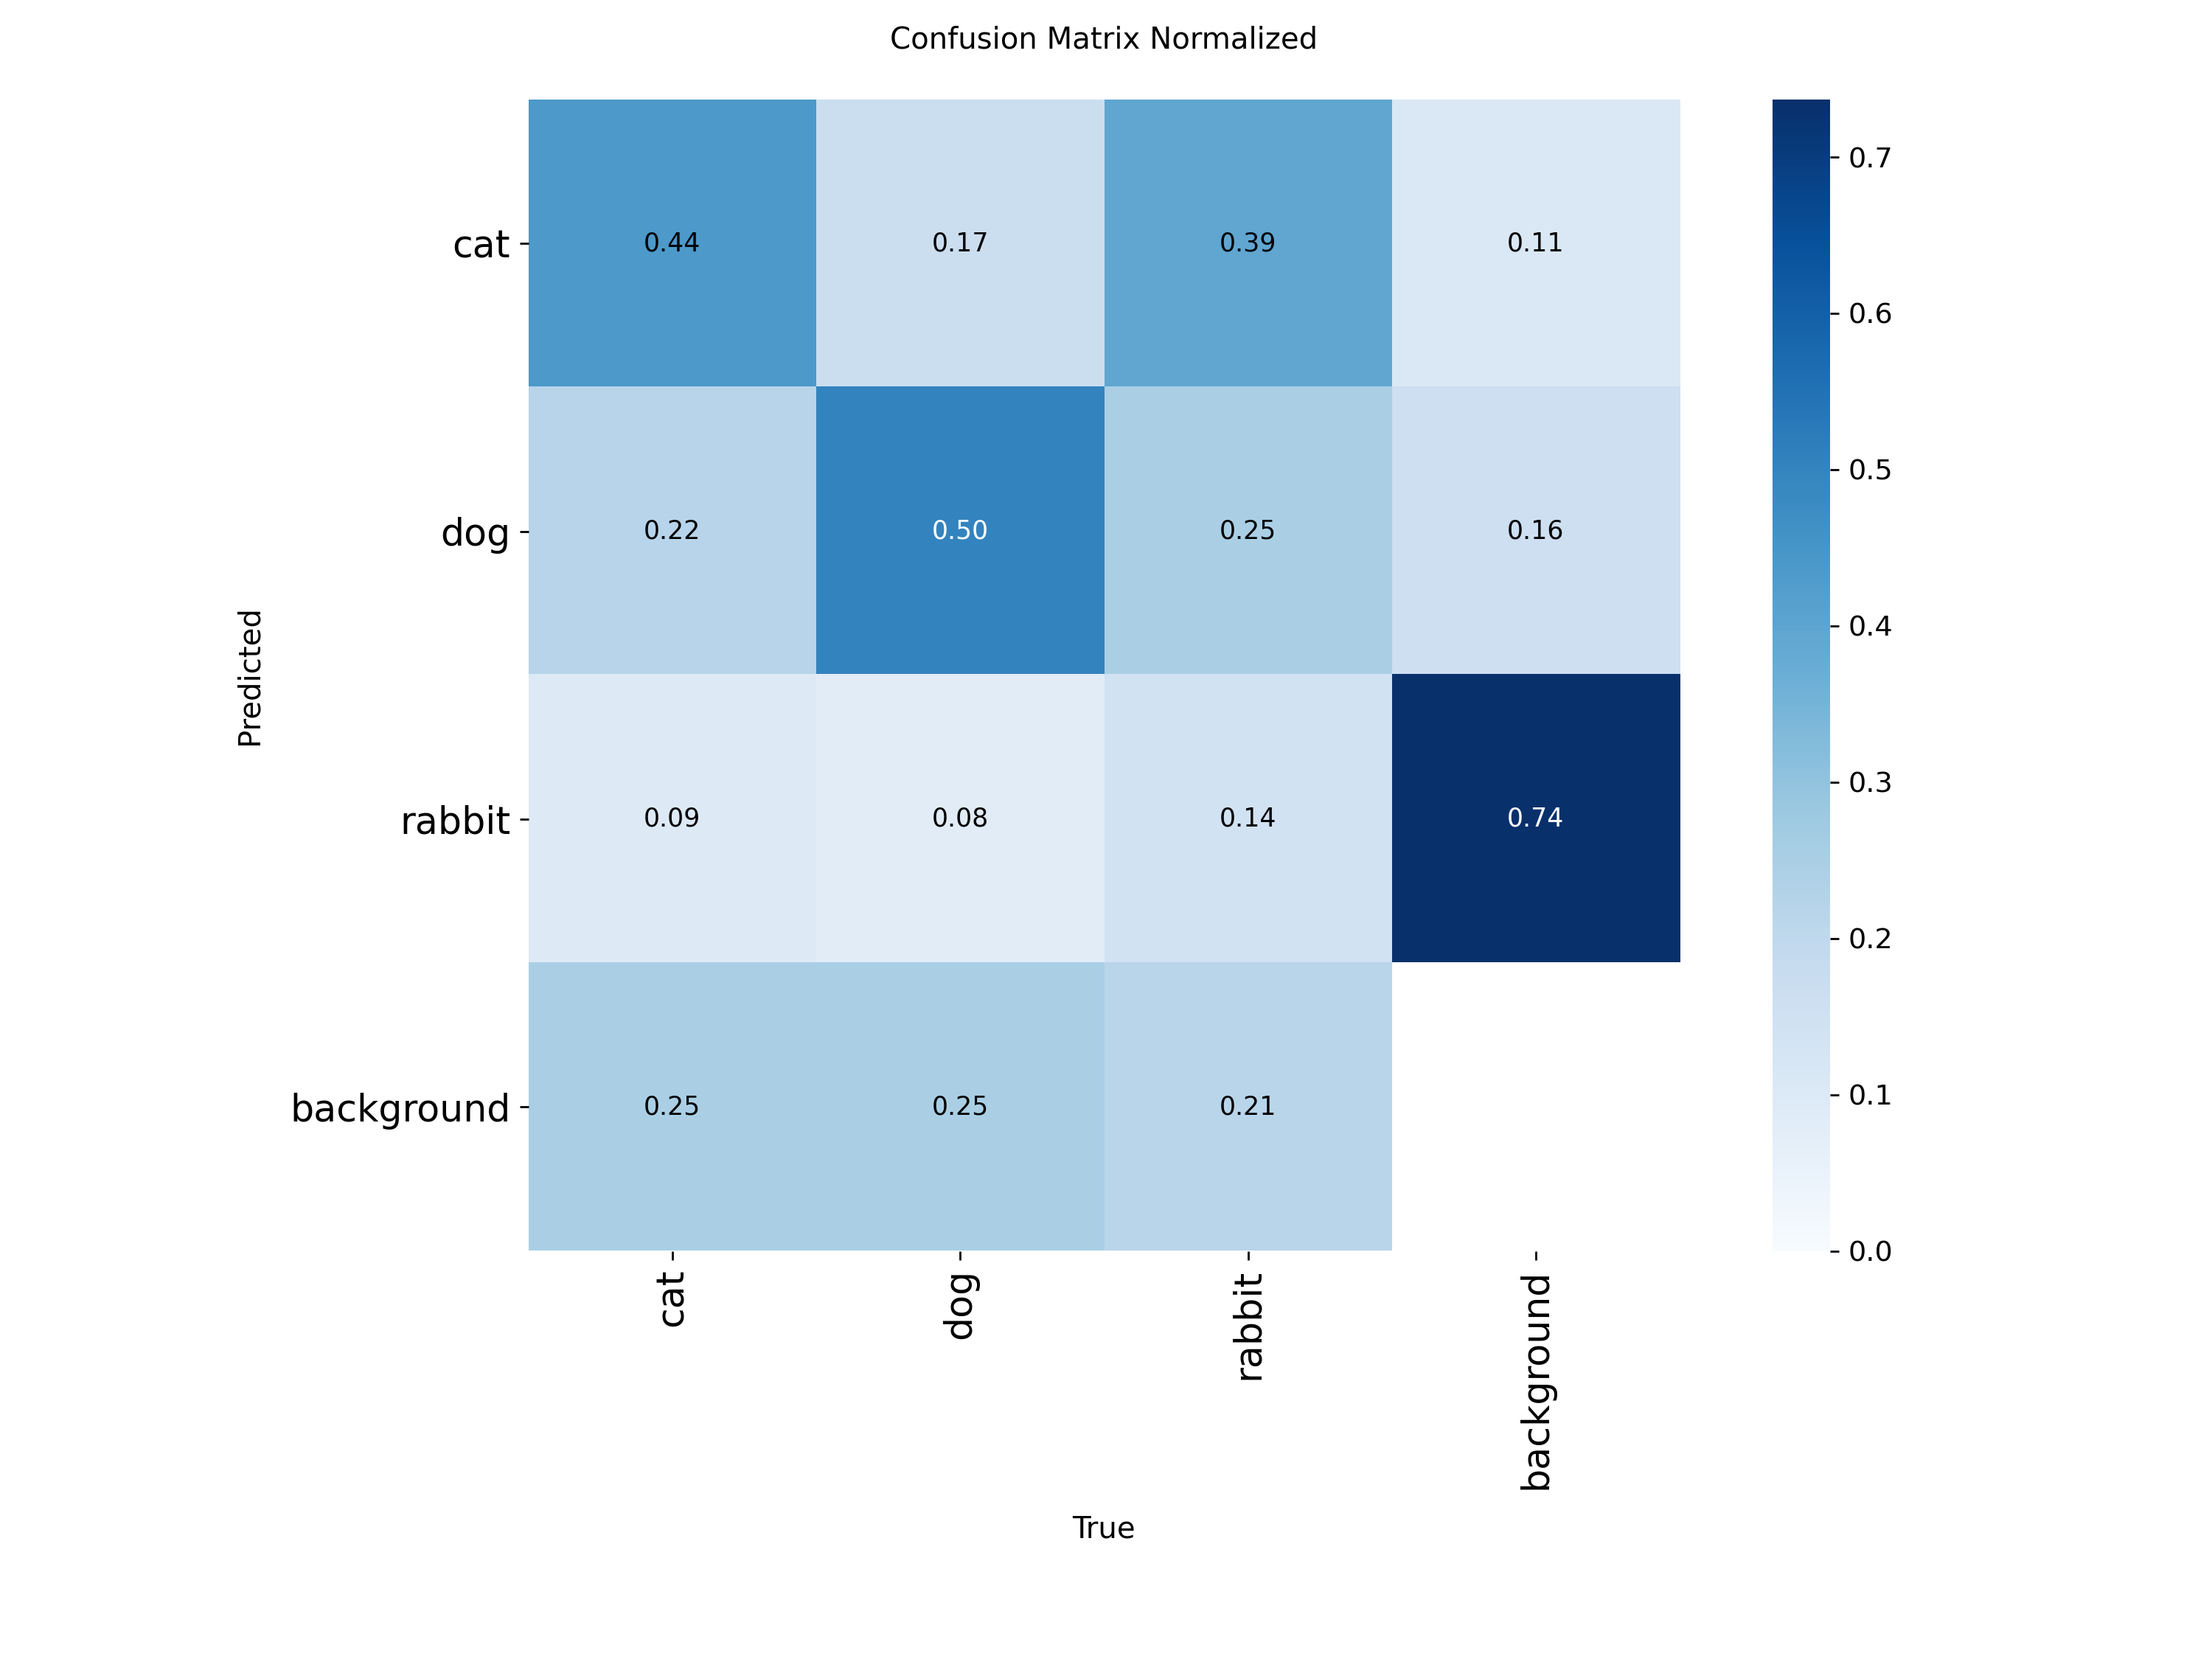 Confusion Matrix Normalized
cat 0.44 0.17 0.39 0.11
dog 0.22 0.50 0.25 0.16
rabbit 0.09 0.08 0.14 0.74
background 0.25 0.25 0.21
Predicted
cat dog rabbit background
True
0.7
0.6
0.5
0.4
0.3
0.2
0.1
0.0